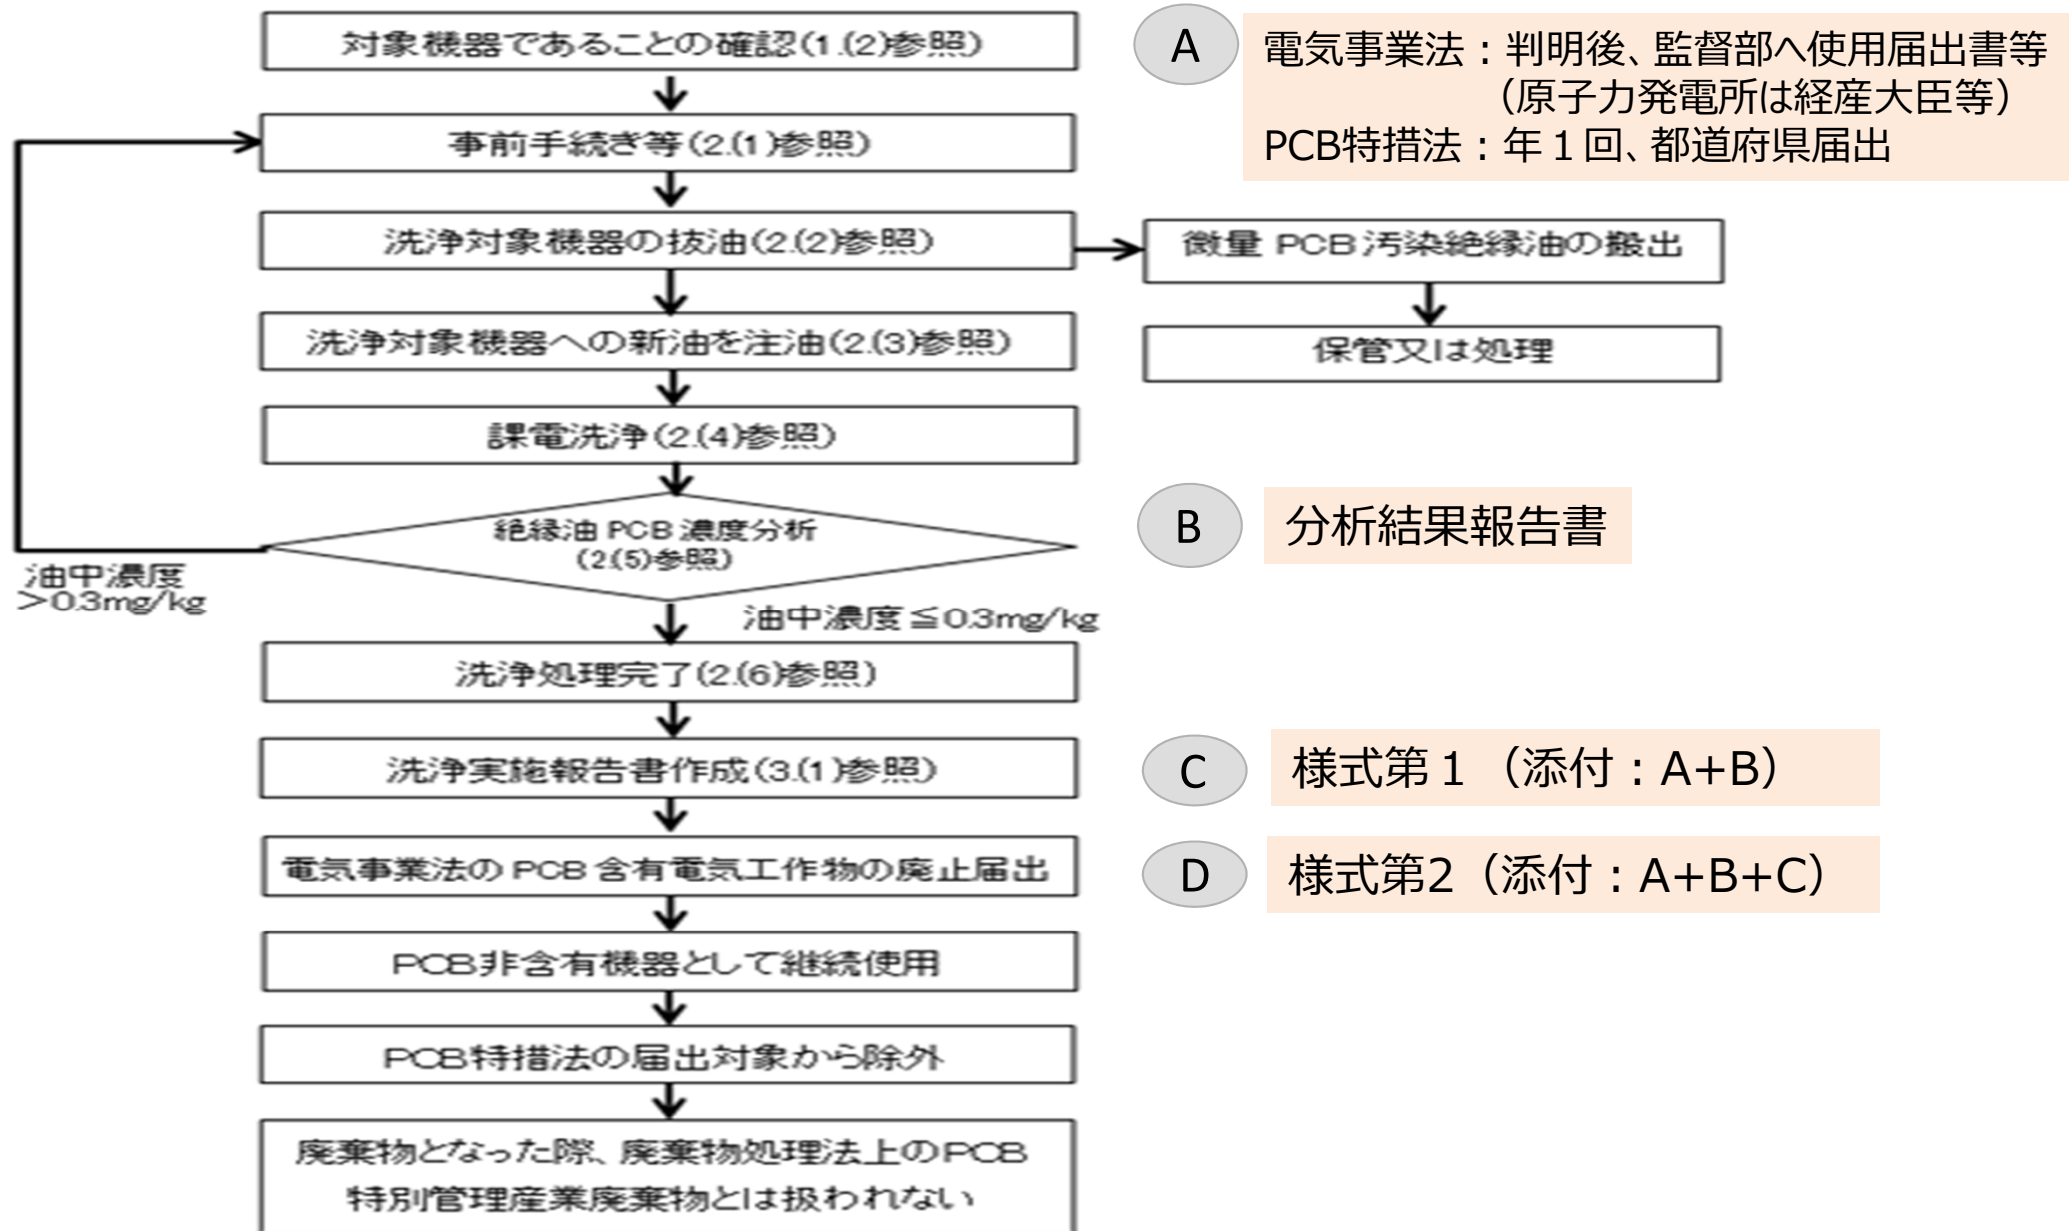 対象機器であることの確認(1.(2)参照)
A
電気事業法：判明後、監督部へ使用届出書等
（原子力発電所は経産大臣等）
PCB特措法：年１回、都道府県届出
事前手続き等(2.(1)参照)
洗浄対象機器の抜油(2.(2)参照)
微量 PCB 汚染絶縁油の搬出
洗浄対象機器への新油を注油(2.(3)参照)
保管又は処理
課電洗浄(2.(4)参照)
絶縁油 PCB 濃度分析
(2.(5)参照)
B
分析結果報告書
油中濃度
＞0.3mg/kg
油中濃度≦0.3mg/kg
洗浄処理完了(2.(6)参照)
洗浄実施報告書作成(3.(1)参照)
C
様式第１（添付：A+B）
電気事業法の PCB 含有電気工作物の廃止届出
D
様式第2（添付：A+B+C）
PCB非含有機器として継続使用
PCB特措法の届出対象から除外
廃棄物となった際、廃棄物処理法上のPCB
特別管理産業廃棄物とは扱われない